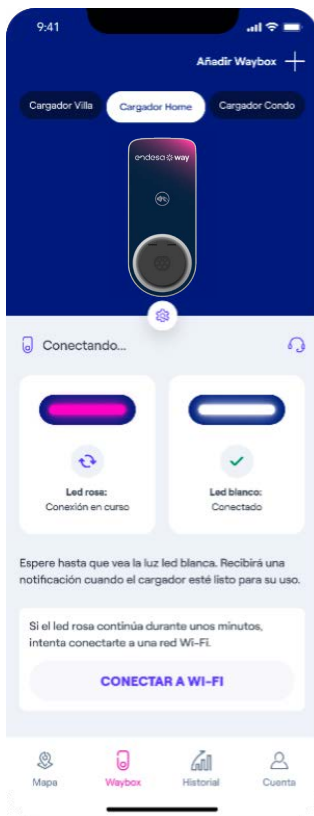 9:41
Añadir Waybox
Cargador Villa
Cargador Home
Cargador Condo
endesa way
Conectando...
Led rosa:
Conexión en curso
Led blanco:
Conectado
Espere hasta que vea la luz led blanca. Recibirá una
notificación cuando el cargador esté listo para su uso.
Si el led rosa continúa durante unos minutos,
intenta conectarte a una red Wi-Fi.
CONECTAR A WI-FI
Mapa
Waybox
Historial
Cuenta